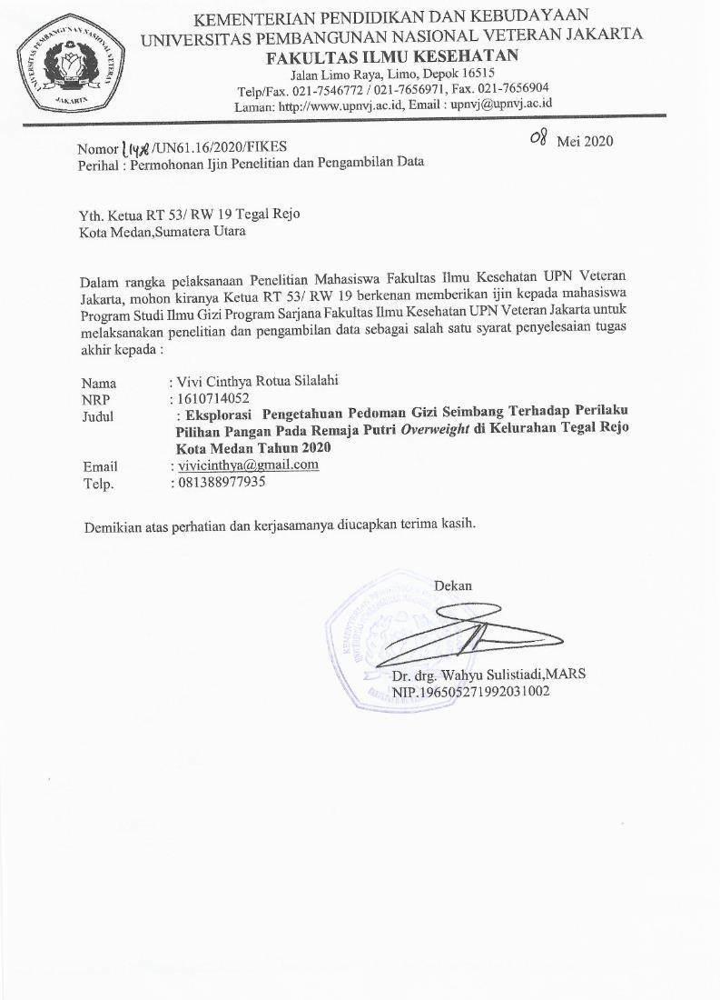 KEMENTERIAN PENDIDIKAN DAN KEBUDAYAAN
UNIVERSITAS PEMBANGUNAN NASIONAL VETERAN JAKARTA
FAKULTAS ILMU KESEHATAN
Jalan Limo Raya, Limo, Depok 16515
Telp/Fax. 021-7546772 / 021-7656971, Fax. 021-7656904
Laman: http://www.upnvj.ac.id, Email : upnvj@upnvj.ac.id
UNIVERSITAS PEMBANGUNAN NASIONAL VETERAN
JAKARTA
Nomor /UN61.16/2020/FIKES
08 Mei 2020
Perihal : Permohonan Ijin Penelitian dan Pengambilan Data
Yth. Ketua RT 53/ RW 19 Tegal Rejo
Kota Medan,Sumatera Utara
Dalam rangka pelaksanaan Penelitian Mahasiswa Fakultas Ilmu Kesehatan UPN Veteran
Jakarta, mohon kiranya Ketua RT 53/ RW 19 berkenan memberikan ijin kepada mahasiswa
Program Studi Ilmu Gizi Program Sarjana Fakultas Ilmu Kesehatan UPN Veteran Jakarta untuk
melaksanakan penelitian dan pengambilan data sebagai salah satu syarat penyelesaian tugas
akhir kepada :
Nama : Vivi Cinthya Rotua Silalahi
NRP : 1610714052
Judul : Eksplorasi Pengetahuan Pedoman Gizi Seimbang Terhadap Perilaku
Pilihan Pangan Pada Remaja Putri Overweight di Kelurahan Tegal Rejo
Kota Medan Tahun 2020
Email : vivicinthya@gmail.com
Telp. : 081388977935
Demikian atas perhatian dan kerjasamanya diucapkan terima kasih.
Dekan
Dr. drg. Wahyu Sulistiadi,MARS
NIP.196505271992031002